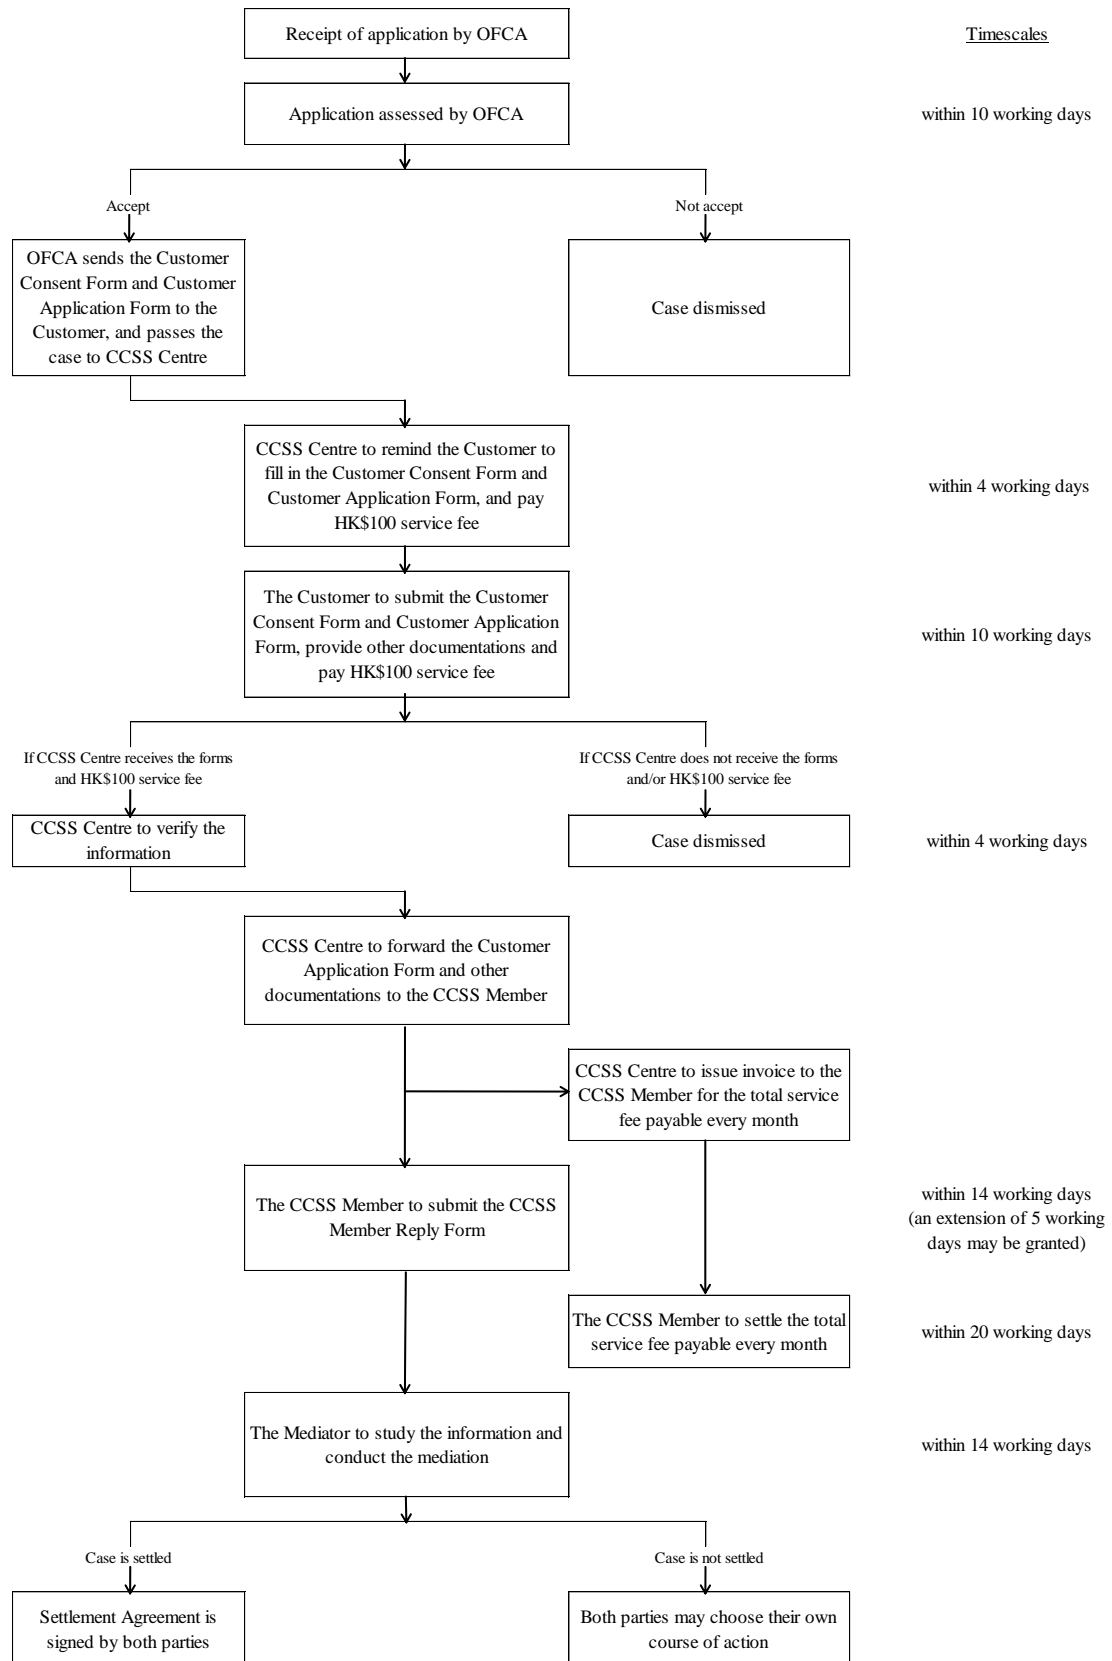 Receipt of application by OFCA
Timescales
Application assessed by OFCA
within 10 working days
Accept
Not accept
OFCA sends the Customer
Consent Form and Customer
Application Form to the
Customer, and passes the
case to CCSS Centre
Case dismissed
CCSS Centre to remind the Customer to
fill in the Customer Consent Form and
Customer Application Form, and pay
HK$100 service fee
within 4 working days
The Customer to submit the Customer
Consent Form and Customer Application
Form, provide other documentations and
pay HK$100 service fee
within 10 working days
If CCSS Centre receives the forms
and HK$100 service fee
If CCSS Centre does not receive the forms
and/or HK$100 service fee
CCSS Centre to verify the
information
Case dismissed
within 4 working days
CCSS Centre to forward the Customer
Application Form and other
documentations to the CCSS Member
CCSS Centre to issue invoice to the
CCSS Member for the total service
fee payable every month
The CCSS Member to submit the CCSS
Member Reply Form
within 14 working days
(an extension of 5 working
days may be granted)
The CCSS Member to settle the total
service fee payable every month
within 20 working days
The Mediator to study the information and
conduct the mediation
within 14 working days
Case is settled
Case is not settled
Settlement Agreement is
signed by both parties
Both parties may choose their own
course of action